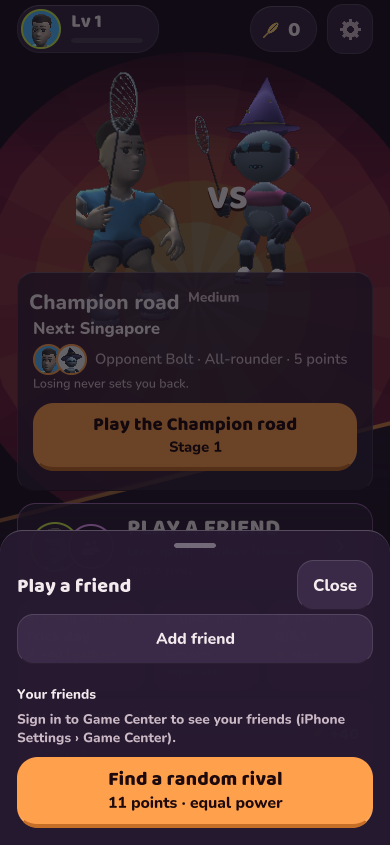 Lv 1
0
VS
Champion road Medium
Next: Singapore
Opponent Bolt · All-rounder · 5 points
Losing never sets you back.
Play the Champion road
Stage 1
PLAY A FRIEND
Play a friend
Close
Add friend
Your friends
Sign in to Game Center to see your friends (iPhone
Settings › Game Center).
Find a random rival
11 points · equal power